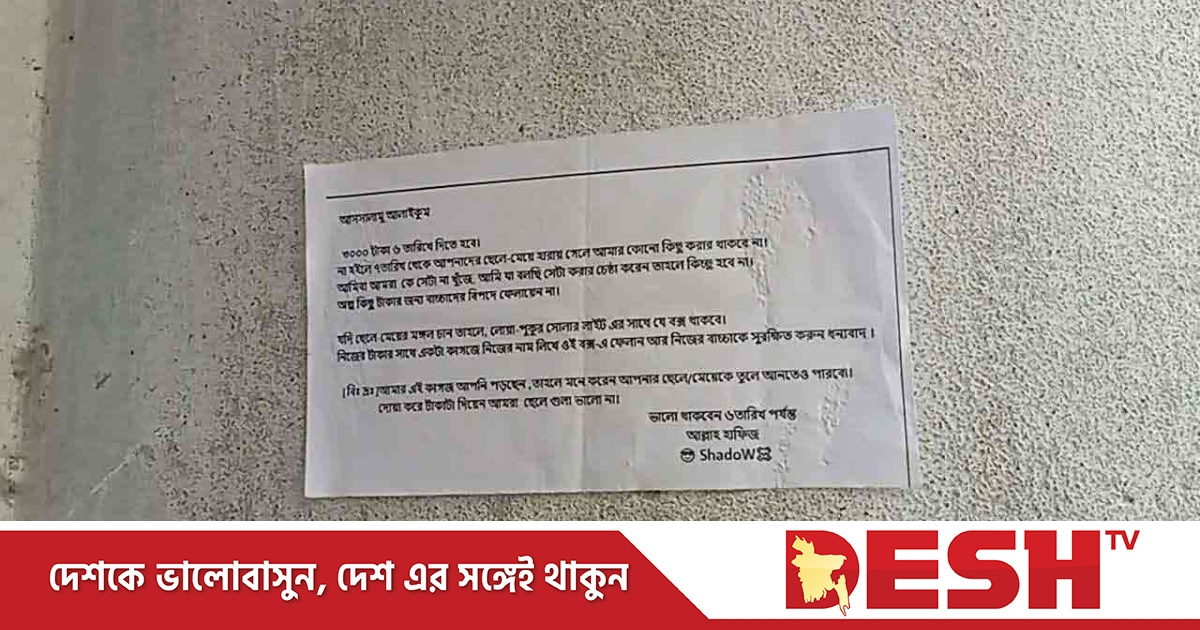 আসসালামু আলাইকুম
৩০০০ টাকা ৬ তারিখে দিতে হবে।
না হইলে ৭তারিখ থেকে আপনাদের ছেলে-মেয়ে হারায় গেলে আমার কোনো কিছু করার থাকবে না।
আমিবা আমরা কে সেটা না খুঁজে, আমি যা বলছি সেটা করার চেষ্ঠা করেন তাহলে কিছু হবে না।
অল্প কিছু টাকার জন্য বাচ্চাদের বিপদে ফেলায়েন না।
যদি ছেলে-মেয়ের মঙ্গল চান তাহলে, লোয়া-পুকুর সোলার লাইট এর সাথে যে বক্স থাকবে।
নিজের টাকার সাথে একটা কাগজে নিজের নাম লিখে ওই বক্স-এ ফেলান আর নিজের বাচ্চাকে সুরক্ষিত করুন ধন্যবাদ।
[বিঃ দ্রঃ]আমার এই কাগজ আপনি পড়ছেন, তাহলে মনে করেন আপনার ছেলে/মেয়েকে তুলে আনতেও পারবো।
দোয়া করে টাকাটা দিয়েন আমরা ছেলে গুলা ভালো না।
ভালো থাকবেন ৬তারিখ পর্যন্ত
আল্লাহ হাফিজ
😎 ShadoW
দেশকে ভালোবাসুন, দেশ এর সঙ্গেই থাকুন
DESH TV